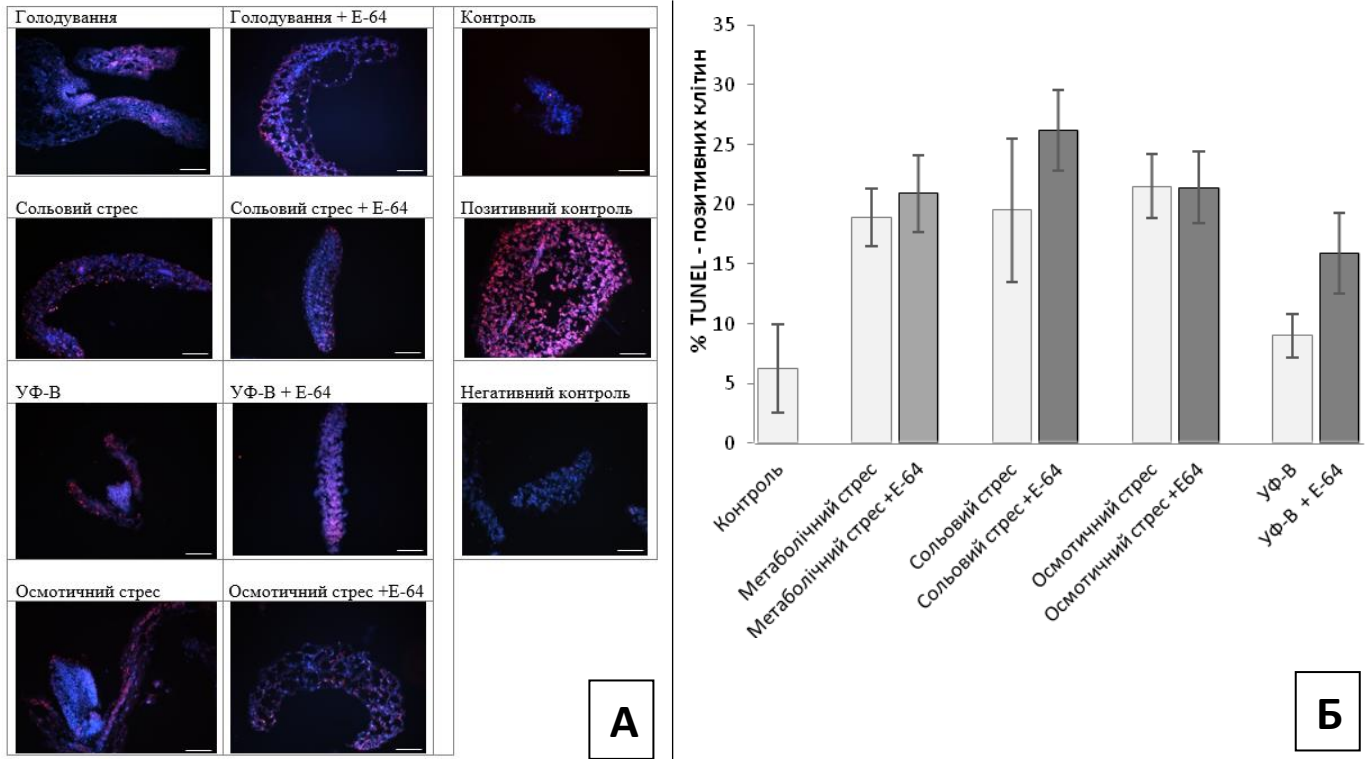 Голодування
Голодування + Е-64
Контроль
Сольовий стрес
Сольовий стрес + Е-64
Позитивний контроль
УФ-В
УФ-В + Е-64
Негативний контроль
Осмотичний стрес
Осмотичний стрес +Е-64
А
% TUNEL - позитивних клітин
35
30
25
20
15
10
5
0
Контроль
Метаболічний стрес
Метаболічний стрес +Е-64
Сольовий стрес
Сольовий стрес +Е-64
Осмотичний стрес
Осмотичний стрес +Е64
УФ-В
УФ-В + Е-64
Б